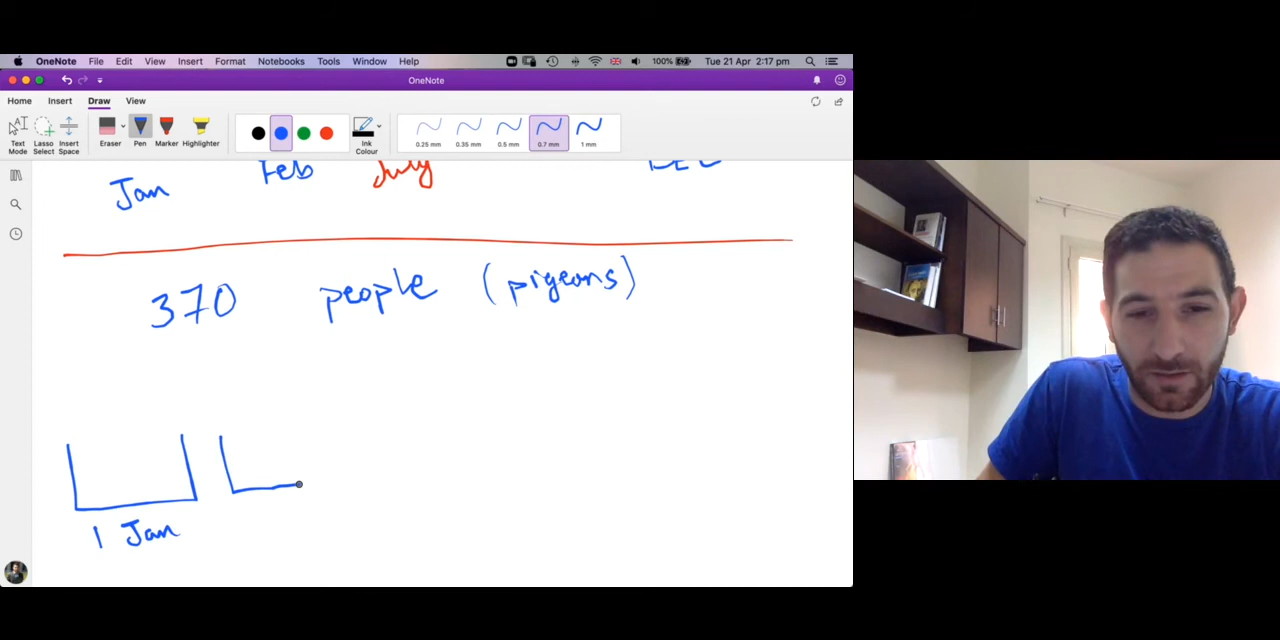 OneNote File Edit View Insert Format Notebooks Tools Window Help 100% Tue 21 Apr 2:17 pm
OneNote
Home Insert Draw View
Text Mode Lasso Select Insert Space Eraser Pen Marker Highlighter Ink Colour 0.25 mm 0.35 mm 0.5 mm 0.7 mm 1 mm
Jan Feb July DEC
370 people (pigeons)
1 Jan